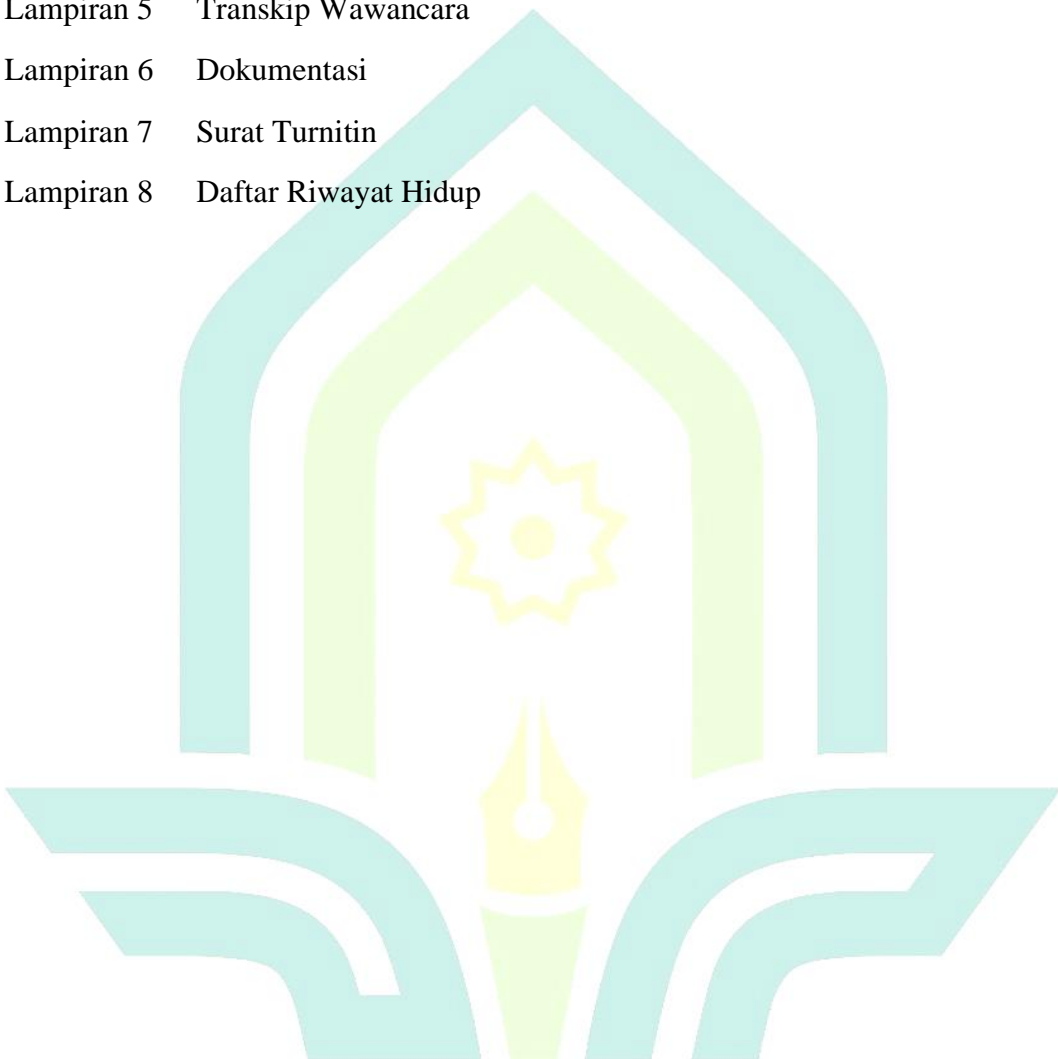 Lampiran 5 Transkip Wawancara
Lampiran 6 Dokumentasi
Lampiran 7 Surat Turnitin
Lampiran 8 Daftar Riwayat Hidup